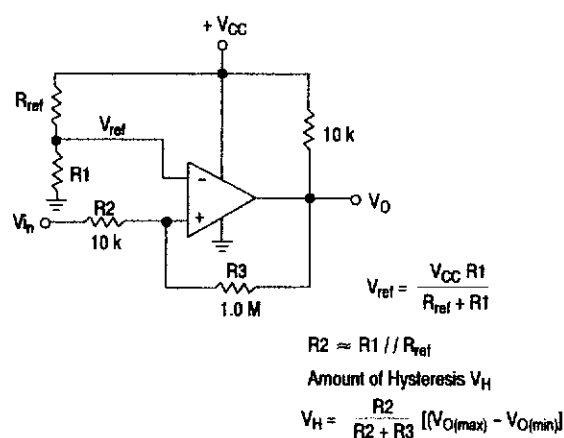 + VCC
Rref
Vref
10 k
R1
−
VO
Vin
R2
+
10 k
R3
1.0 M
Vref = VCC R1 / Rref + R1
R2 ≈ R1 // Rref
Amount of Hysteresis VH
VH = R2 / R2 + R3 [(VO(max) − VO(min)]